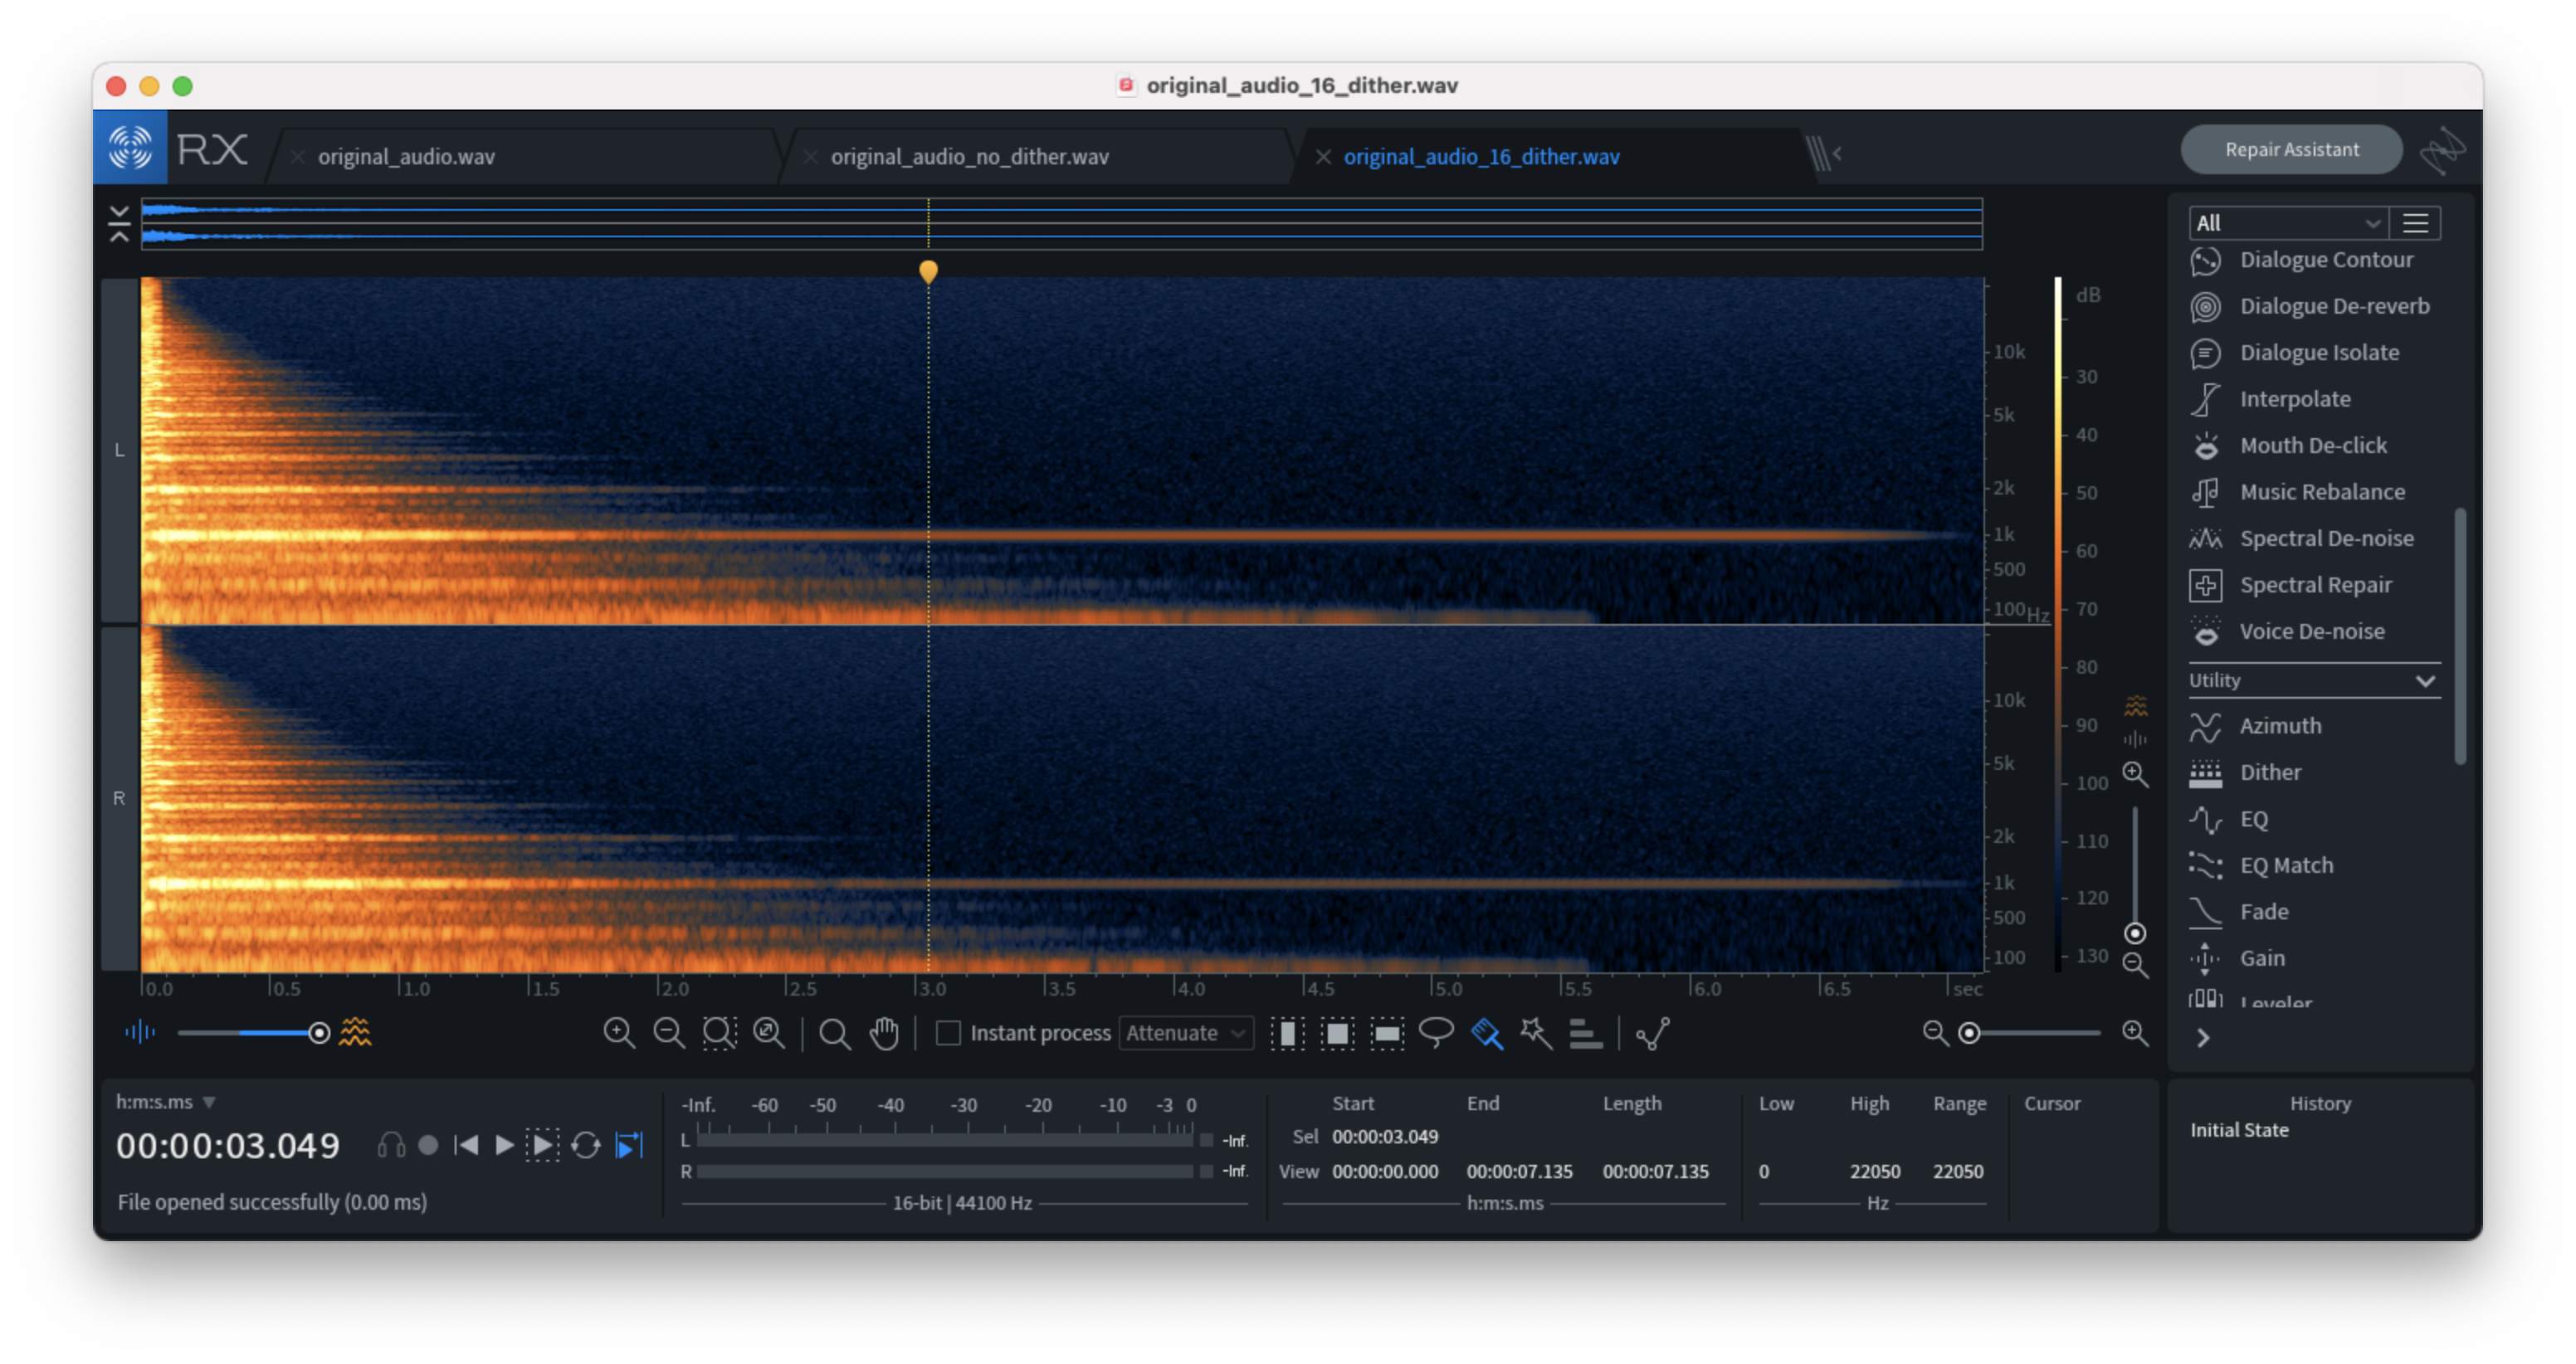 original_audio_16_dither.wav
RX
original_audio.wav
original_audio_no_dither.wav
original_audio_16_dither.wav
Repair Assistant
All
Dialogue Contour
Dialogue De-reverb
Dialogue Isolate
Interpolate
Mouth De-click
Music Rebalance
Spectral De-noise
Spectral Repair
Voice De-noise
Utility
Azimuth
Dither
EQ
EQ Match
Fade
Gain
Leveler
L
R
10k
5k
2k
1k
500
100 Hz
10k
5k
2k
1k
500
100
dB
30
40
50
60
70
80
90
100
110
120
130
0.0 0.5 1.0 1.5 2.0 2.5 3.0 3.5 4.0 4.5 5.0 5.5 6.0 6.5 sec
Instant process Attenuate
h:m:s.ms
00:00:03.049
File opened successfully (0.00 ms)
-Inf. -60 -50 -40 -30 -20 -10 -3 0
L -Inf.
R -Inf.
16-bit | 44100 Hz
Start End Length
Sel 00:00:03.049
View 00:00:00.000 00:00:07.135 00:00:07.135
h:m:s.ms
Low High Range
0 22050 22050
Hz
Cursor
History
Initial State